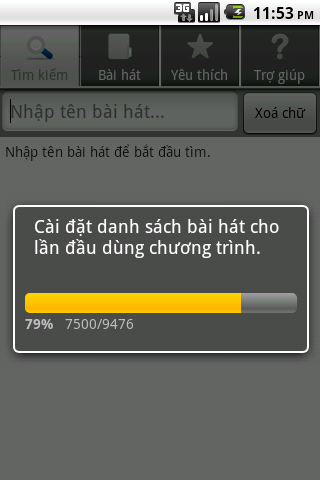 3G
11:53 PM
Tìm kiếm
Bài hát
Yêu thích
Trợ giúp
Nhập tên bài hát...
Xoá chữ
Nhập tên bài hát để bắt đầu tìm.
Cài đặt danh sách bài hát cho
lần đầu dùng chương trình.
79% 7500/9476